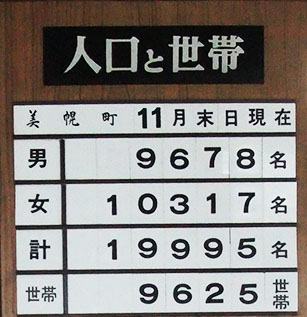 人口と世帯
美幌町 11月末日現在
男 9678名
女 10317名
計 19995名
世帯 9625世帯